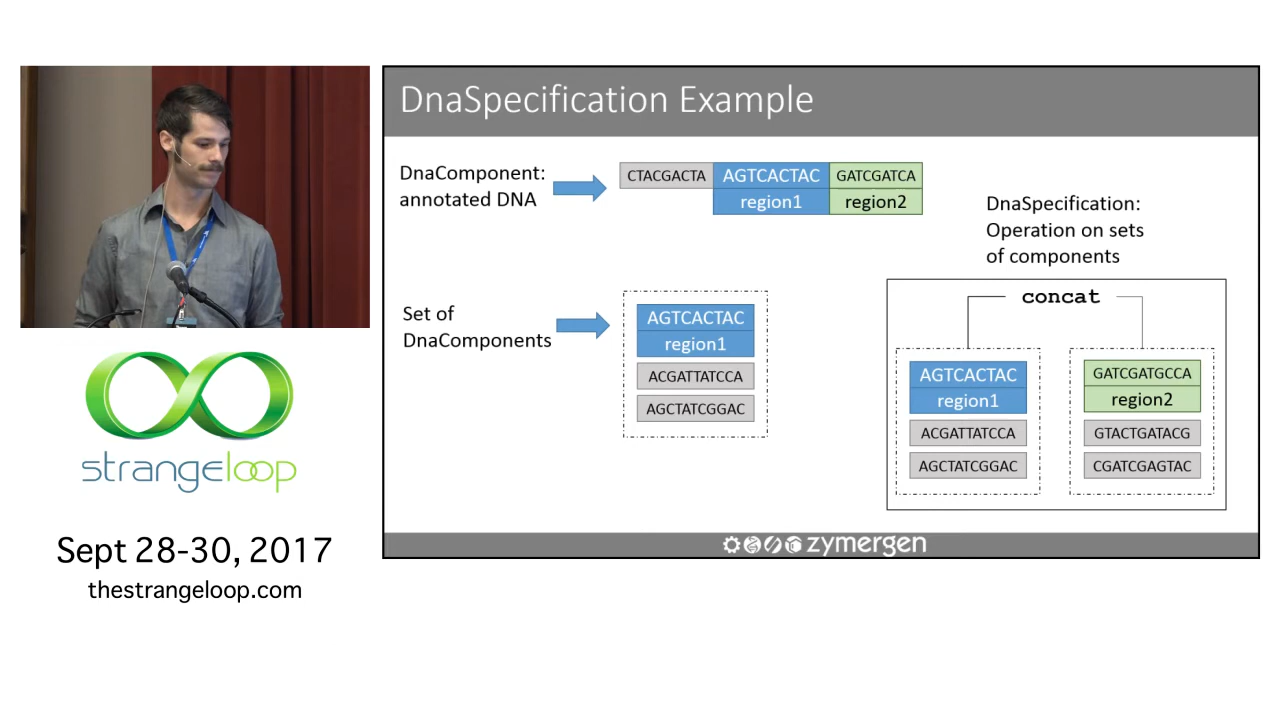 DnaSpecification Example
DnaComponent:
annotated DNA
CTACGACTA
AGTCACTAC
GATCGATCA
region1
region2
DnaSpecification:
Operation on sets
of components
Set of
DnaComponents
AGTCACTAC
region1
ACGATTATCCA
AGCTATCGGAC
concat
AGTCACTAC
region1
ACGATTATCCA
AGCTATCGGAC
GATCGATGCCA
region2
GTACTGATACG
CGATCGAGTAC
zymergen
strangeloop
Sept 28-30, 2017
thestrangeloop.com